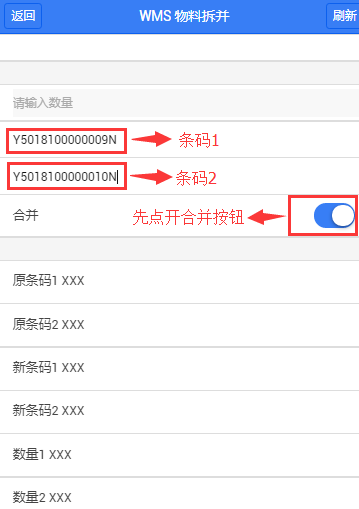 返回 WMS 物料拆并 刷新
请输入数量
Y5018100000009N 条码1
Y5018100000010N 条码2
合并 先点开合并按钮
原条码1 XXX
原条码2 XXX
新条码1 XXX
新条码2 XXX
数量1 XXX
数量2 XXX